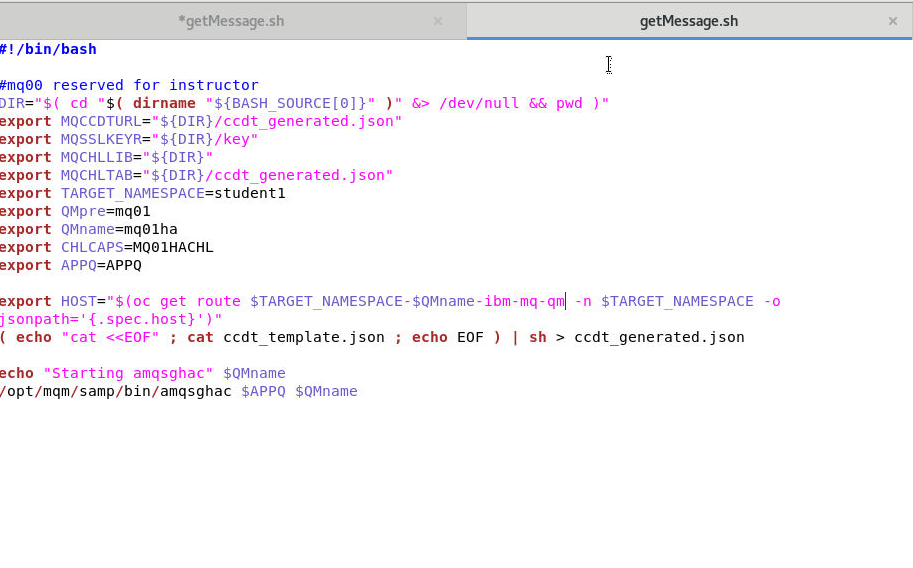 *getMessage.sh × getMessage.sh ×
#!/bin/bash
#mq00 reserved for instructor
DIR="$( cd "$( dirname "${BASH_SOURCE[0]}" )" &> /dev/null && pwd )"
export MQCCDTURL="${DIR}/ccdt_generated.json"
export MQSSLKEYR="${DIR}/key"
export MQCHLLIB="${DIR}"
export MQCHLTAB="${DIR}/ccdt_generated.json"
export TARGET_NAMESPACE=student1
export QMpre=mq01
export QMname=mq01ha
export CHLCAPS=MQ01HACHL
export APPQ=APPQ
export HOST="$(oc get route $TARGET_NAMESPACE-$QMname-ibm-mq-qm -n $TARGET_NAMESPACE -o
jsonpath='{.spec.host}')"
( echo "cat <<EOF" ; cat ccdt_template.json ; echo EOF ) | sh > ccdt_generated.json
echo "Starting amqsghac" $QMname
/opt/mqm/samp/bin/amqsghac $APPQ $QMname